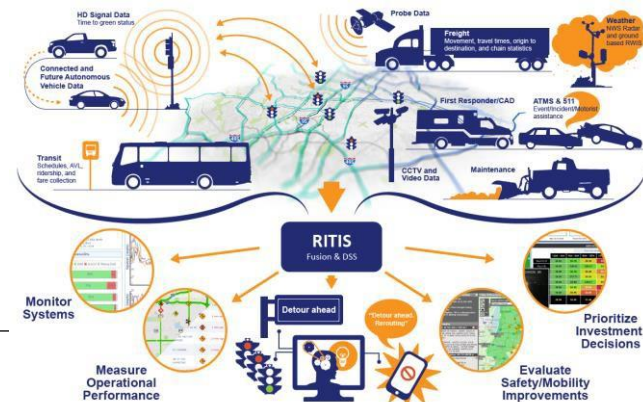 HD Signal Data
Time to green status
Probe Data
Weather
NWS Radar
and ground
based RWIS
Freight
Movement, travel times, origin to
destination, and chain statistics
Connected and
Future Autonomous
Vehicle Data
First Responder/CAD
ATMS & 511
Event/Incident/Motorist
assistance
Transit
Schedules, AVL,
ridership, and
fare collection
CCTV and
Video Data
Maintenance
RITIS
Fusion & DSS
Monitor
Systems
Detour ahead
"Detour ahead.
Rerouting"
Prioritize
Investment
Decisions
Measure
Operational
Performance
Evaluate
Safety/Mobility
Improvements